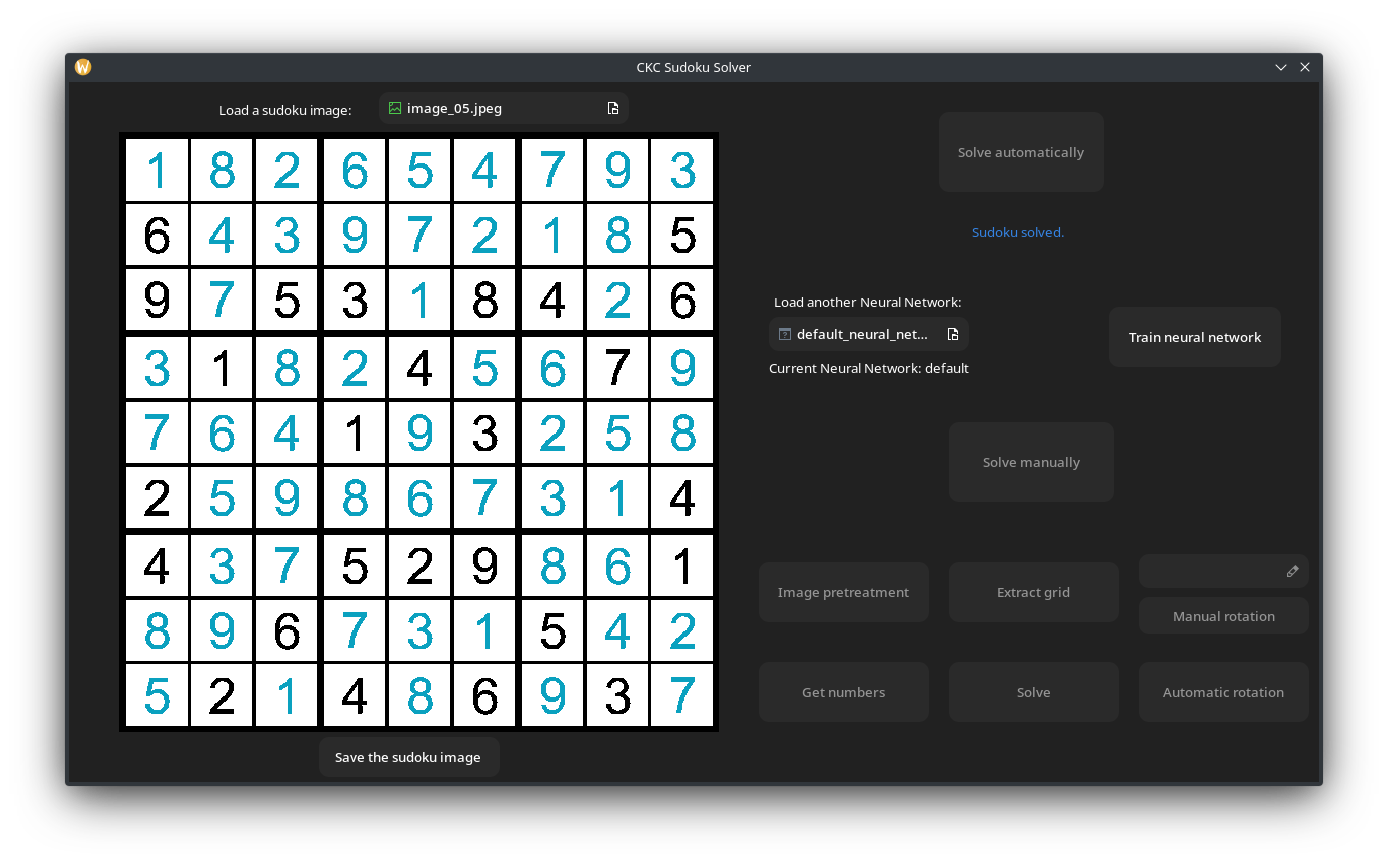 CKC Sudoku Solver
Load a sudoku image:
image_05.jpeg
1 8 2 6 5 4 7 9 3
6 4 3 9 7 2 1 8 5
9 7 5 3 1 8 4 2 6
3 1 8 2 4 5 6 7 9
7 6 4 1 9 3 2 5 8
2 5 9 8 6 7 3 1 4
4 3 7 5 2 9 8 6 1
8 9 6 7 3 1 5 4 2
5 2 1 4 8 6 9 3 7
Save the sudoku image
Solve automatically
Sudoku solved.
Load another Neural Network:
default_neural_net...
Current Neural Network: default
Train neural network
Solve manually
Image pretreatment
Extract grid
Manual rotation
Get numbers
Solve
Automatic rotation